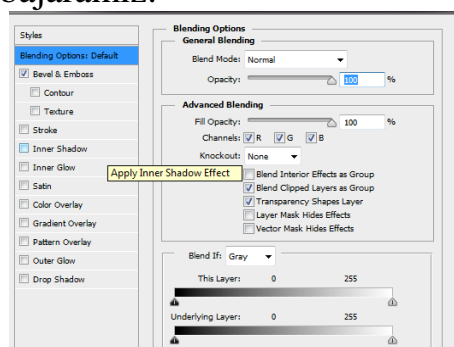 Styles
Blending Options: Default
Bevel & Emboss
Contour
Texture
Stroke
Inner Shadow
Inner Glow
Satin
Color Overlay
Gradient Overlay
Pattern Overlay
Outer Glow
Drop Shadow
Apply Inner Shadow Effect
Blending Options
General Blending
Blend Mode: Normal
Opacity: 100 %
Advanced Blending
Fill Opacity: 100 %
Channels: R G B
Knockout: None
Blend Interior Effects as Group
Blend Clipped Layers as Group
Transparency Shapes Layer
Layer Mask Hides Effects
Vector Mask Hides Effects
Blend If: Gray
This Layer: 0 255
Underlying Layer: 0 255